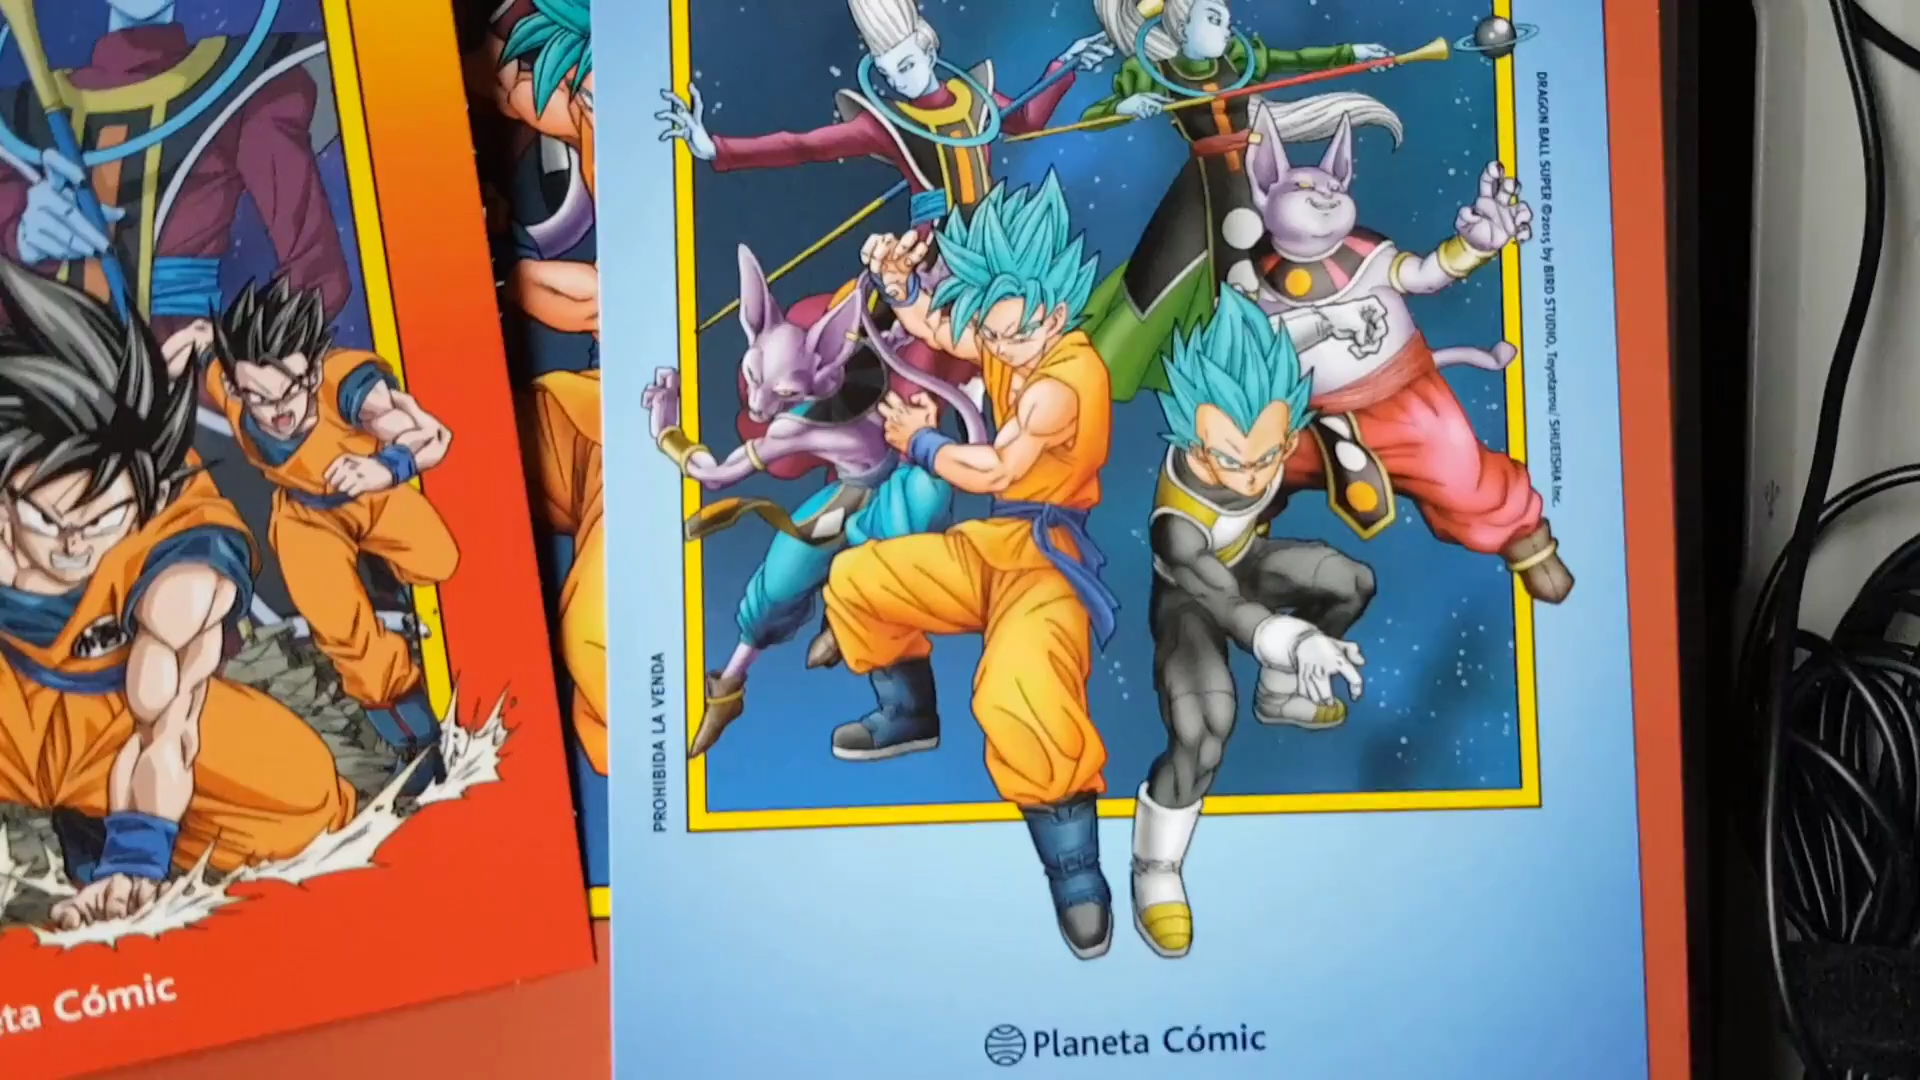 DRAGON BALL SUPER ©2015 by BIRD STUDIO, Toyotarou/ SHUEISHA Inc.
PROHIBIDA LA VENDA
Planeta Cómic
eta Cómic